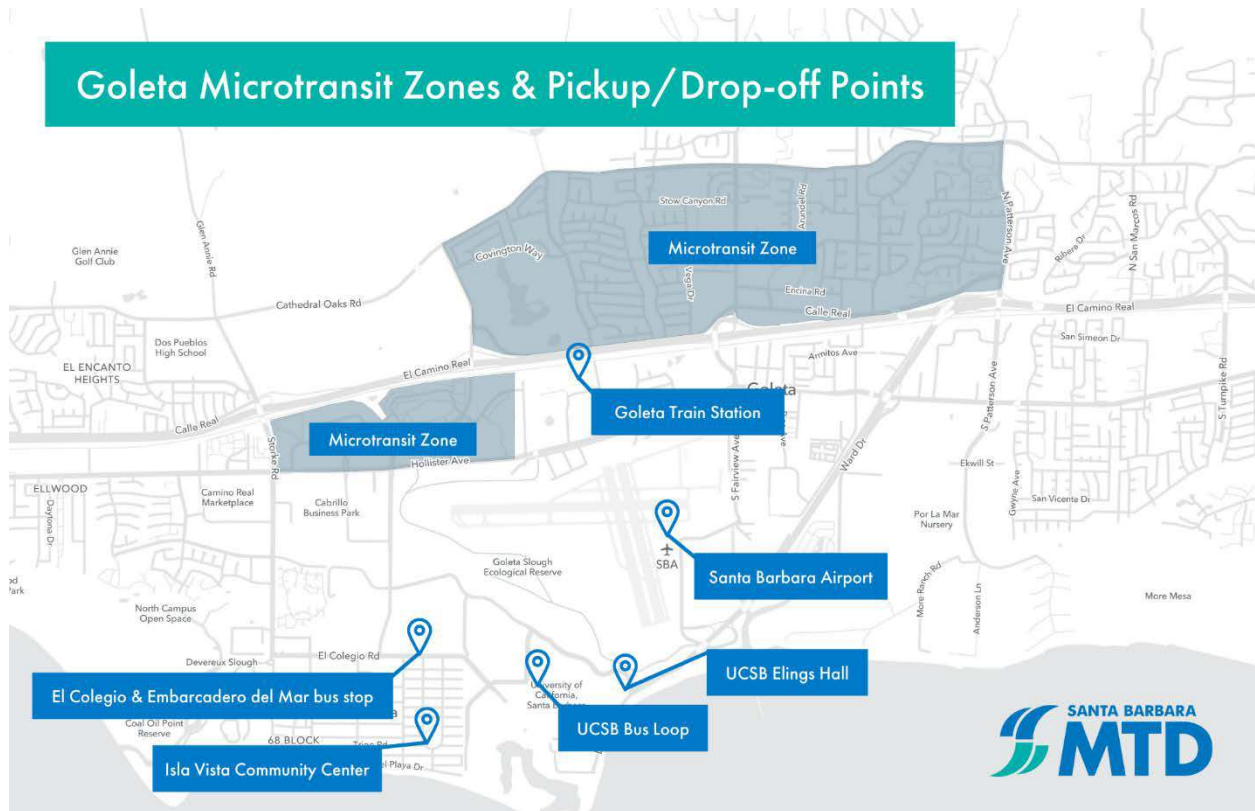 Goleta Microtransit Zones & Pickup/Drop-off Points
Stow Canyon Rd
Arundel Rd
N Patterson Ave
N San Marcos Rd
Ribera Dr
Glen Annie Rd
Glen Annie
Golf Club
Covington Way
Microtransit Zone
Vega Dr
Encina Rd
Calle Real
El Camino Real
Cathedral Oaks Rd
Dos Pueblos
High School
EL ENCANTO
HEIGHTS
El Camino Real
Armitos Ave
San Simeon Dr
Goleta
Goleta Train Station
S Patterson Ave
S Turnpike Rd
Calle Real
Microtransit Zone
Storke Rd
Hollister Ave
S Fairview Ave
Ward Dr
Ekwill St
Gwyne Ave
San Vicente Dr
ELLWOOD
Daytona Dr
Camino Real
Marketplace
Cabrillo
Business Park
Por La Mar
Nursery
Park
Goleta Slough
Ecological Reserve
SBA
Santa Barbara Airport
More Ranch Rd
Anderson Ln
More Mesa
North Campus
Open Space
Devereux Slough
El Colegio Rd
El Colegio & Embarcadero del Mar bus stop
University of
California,
Santa
UCSB Elings Hall
UCSB Bus Loop
Coal Oil Point
Reserve
68 BLOCK
Isla Vista Community Center
Playa Dr
SANTA BARBARA
MTD